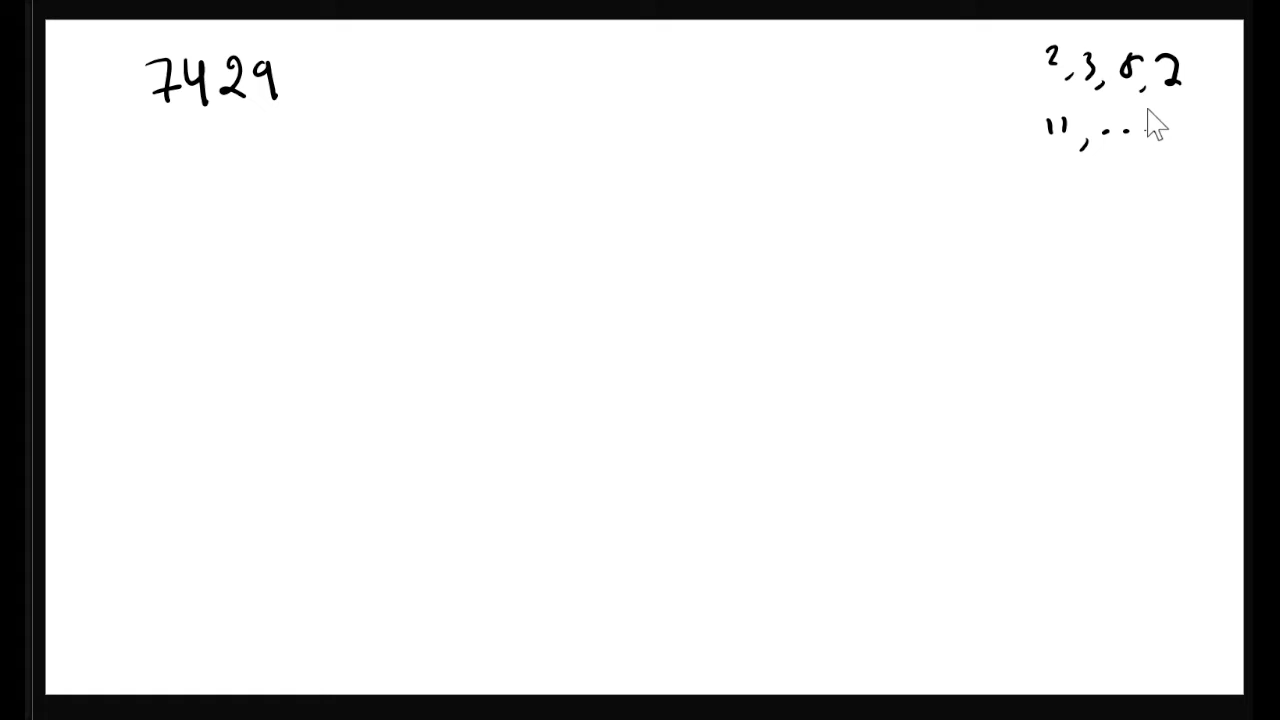 7429
2, 3, 5, 7
11, ...